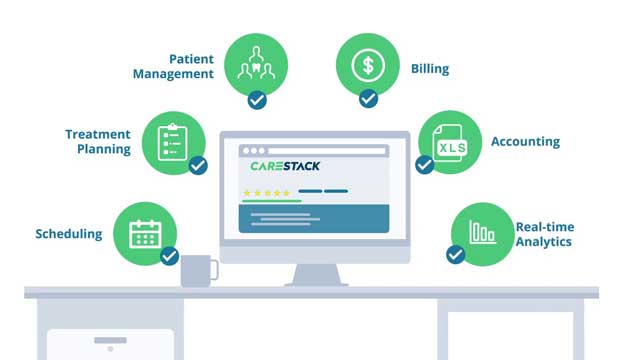 Patient
Management
Billing
Treatment
Planning
XLS
Accounting
CARESTACK
Scheduling
Real-time
Analytics